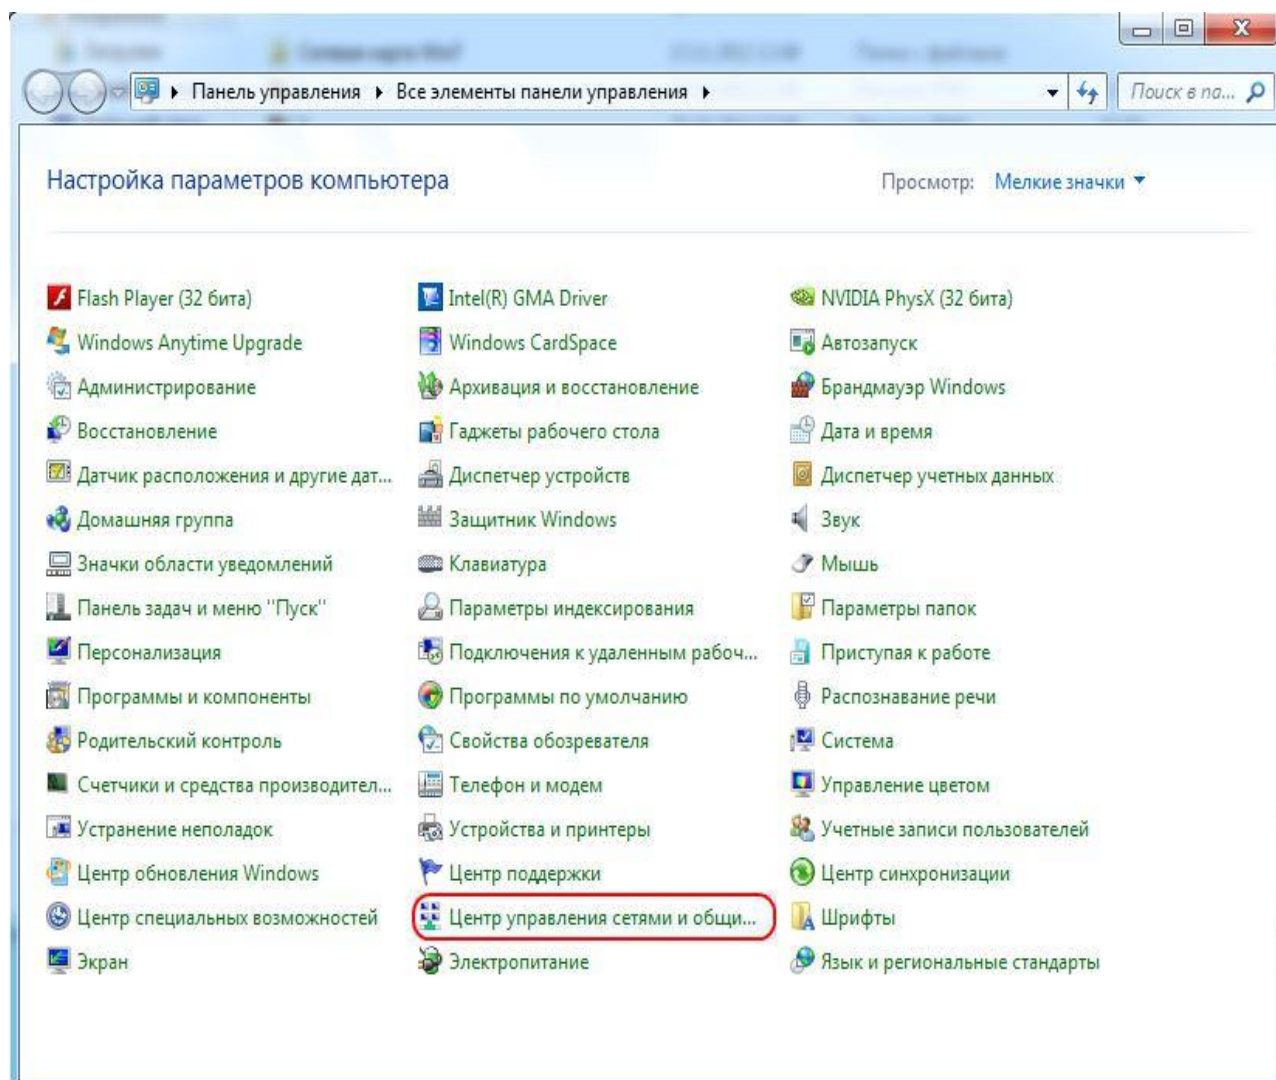 Панель управления ▸ Все элементы панели управления ▸
Поиск в па...
Настройка параметров компьютера
Просмотр: Мелкие значки
Flash Player (32 бита) Intel(R) GMA Driver NVIDIA PhysX (32 бита)
Windows Anytime Upgrade Windows CardSpace Автозапуск
Администрирование Архивация и восстановление Брандмауэр Windows
Восстановление Гаджеты рабочего стола Дата и время
Датчик расположения и другие дат... Диспетчер устройств Диспетчер учетных данных
Домашняя группа Защитник Windows Звук
Значки области уведомлений Клавиатура Мышь
Панель задач и меню ''Пуск'' Параметры индексирования Параметры папок
Персонализация Подключения к удаленным рабоч... Приступая к работе
Программы и компоненты Программы по умолчанию Распознавание речи
Родительский контроль Свойства обозревателя Система
Счетчики и средства производител... Телефон и модем Управление цветом
Устранение неполадок Устройства и принтеры Учетные записи пользователей
Центр обновления Windows Центр поддержки Центр синхронизации
Центр специальных возможностей Центр управления сетями и общи... Шрифты
Экран Электропитание Язык и региональные стандарты